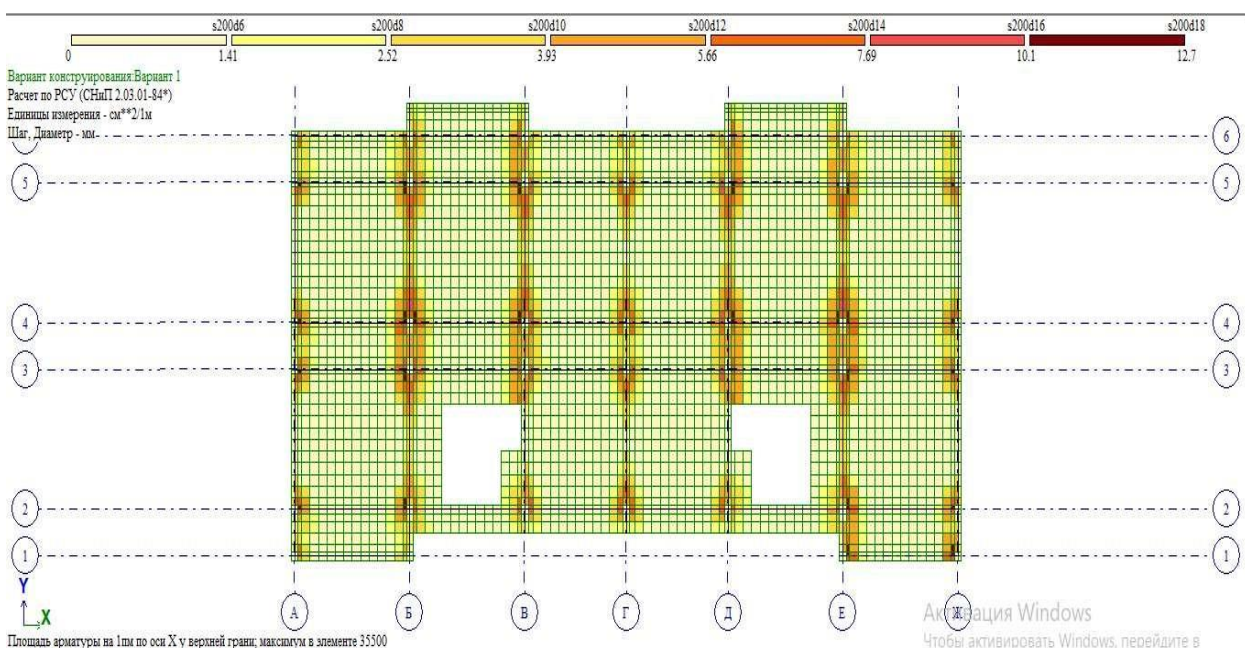 s200d6 s200d8 s200d10 s200d12 s200d14 s200d16 s200d18
0 1.41 2.52 3.93 5.66 7.69 10.1 12.7
Вариант конструирования:Вариант 1
Расчет по РСУ (СНиП 2.03.01-84*)
Единицы измерения - см**2/1м
Шаг, Диаметр - мм
6
5 5
4 4
3 3
2 2
1 1
Y
X
А Б В Г Д Е Ж
Активация Windows
Чтобы активировать Windows, перейдите в
Площадь арматуры на 1пм по оси X у верхней грани; максимум в элементе 35500